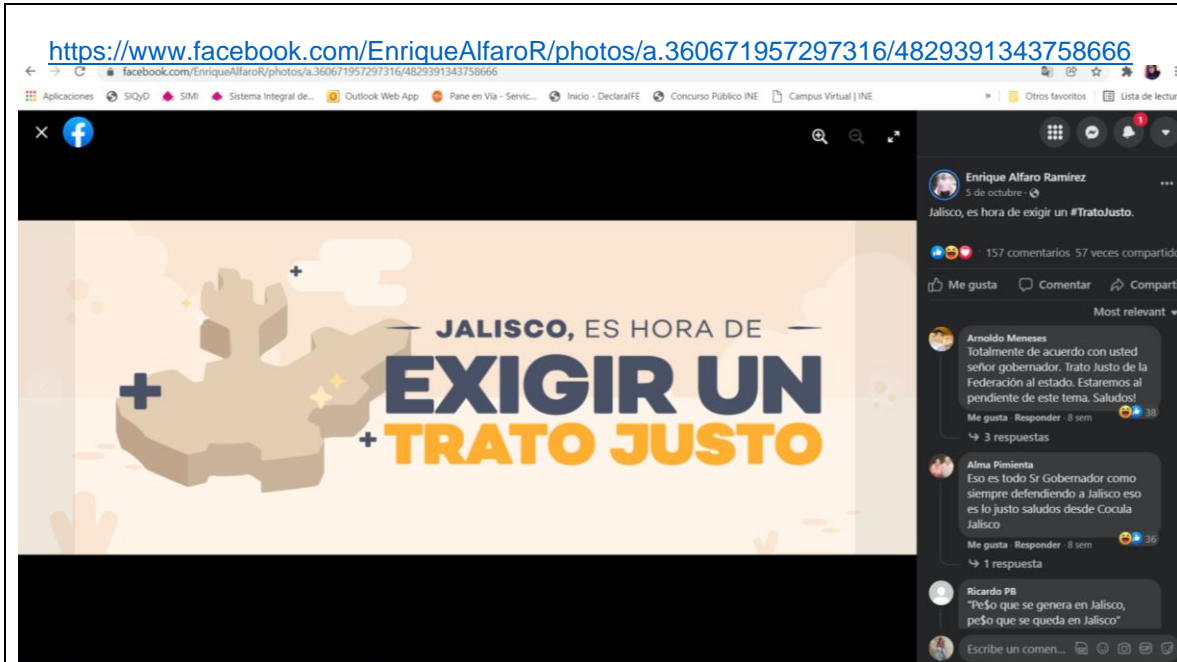 https://www.facebook.com/EnriqueAlfaroR/photos/a.360671957297316/4829391343758666
facebook.com/EnriqueAlfaroR/photos/a.360671957297316/4829391343758666
Aplicaciones SIQyD SIMI Sistema Integral de... Outlook Web App Pane en Vía - Servic... Inicio - DeclaraIFE Concurso Público INE Campus Virtual | INE » Otros favoritos Lista de lectur
1
Enrique Alfaro Ramírez
5 de octubre ·
Jalisco, es hora de exigir un #TratoJusto.
157 comentarios 57 veces compartido
Me gusta Comentar Comparti
Most relevant
JALISCO, ES HORA DE
EXIGIR UN
TRATO JUSTO
Arnoldo Meneses
Totalmente de acuerdo con usted
señor gobernador. Trato Justo de la
Federación al estado. Estaremos al
pendiente de este tema. Saludos!
Me gusta · Responder · 8 sem 38
3 respuestas
Alma Pimienta
Eso es todo Sr Gobernador como
siempre defendiendo a Jalisco eso
es lo justo saludos desde Cocula
Jalisco
Me gusta · Responder · 8 sem 36
1 respuesta
Ricardo PB
"Pe$o que se genera en Jalisco,
pe$o que se queda en Jalisco"
Escribe un comen...